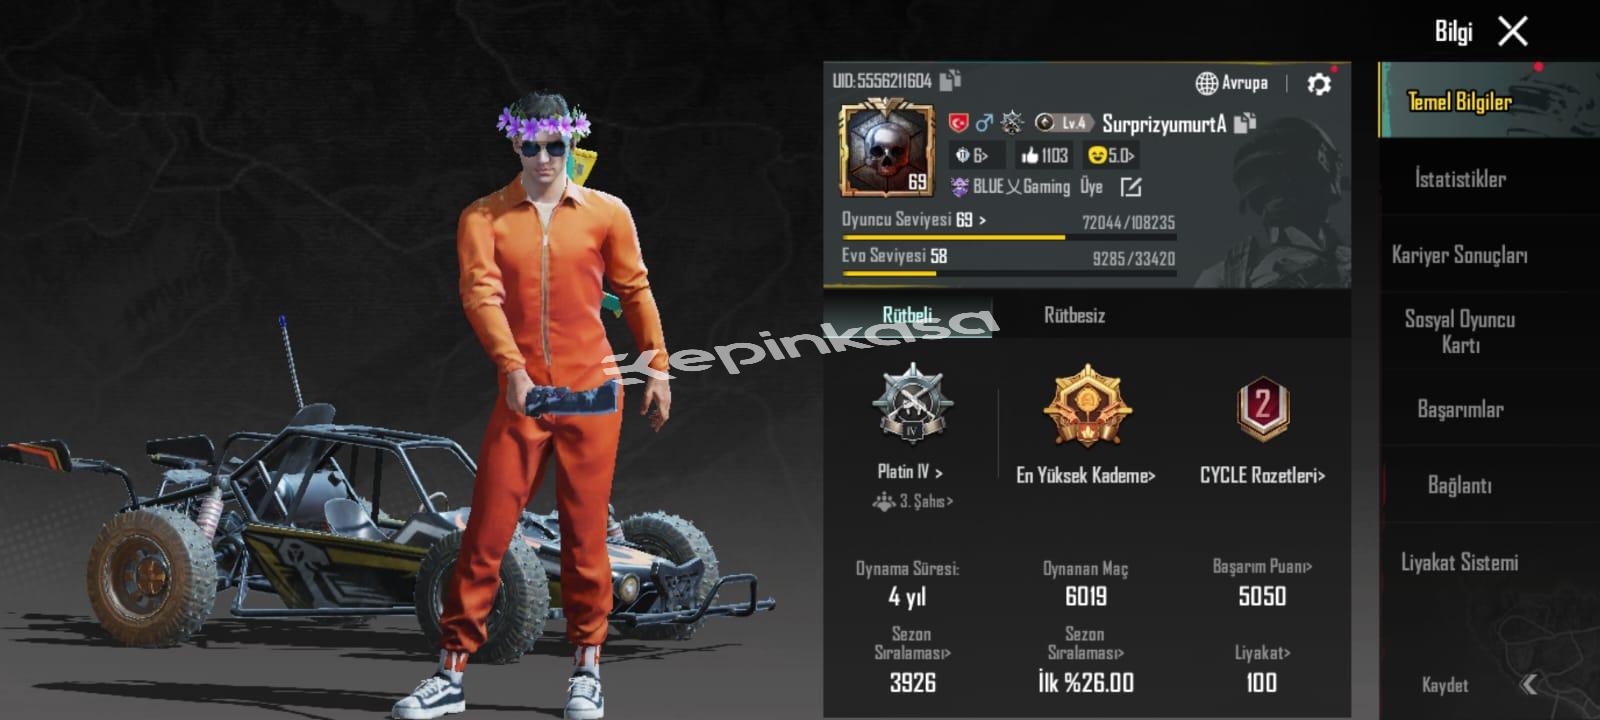 Bilgi
UID:5556211604
Avrupa
Lv.4 SurprizyumurtA
6> 1103 5.0>
69
BLUE乂Gaming Üye
Oyuncu Seviyesi 69 > 72044/108235
Evo Seviyesi 58 9285/33420
Rütbeli Rütbesiz
Kepinkasa
IV
2
Platin IV > En Yüksek Kademe> CYCLE Rozetleri>
3. Şahıs>
Oynama Süresi: Oynanan Maç Başarım Puanı>
4 yıl 6019 5050
Sezon Sıralaması> Sezon Sıralaması> Liyakat>
3926 İlk %26.00 100
Temel Bilgiler
İstatistikler
Kariyer Sonuçları
Sosyal Oyuncu
Kartı
Başarımlar
Bağlantı
Liyakat Sistemi
Kaydet